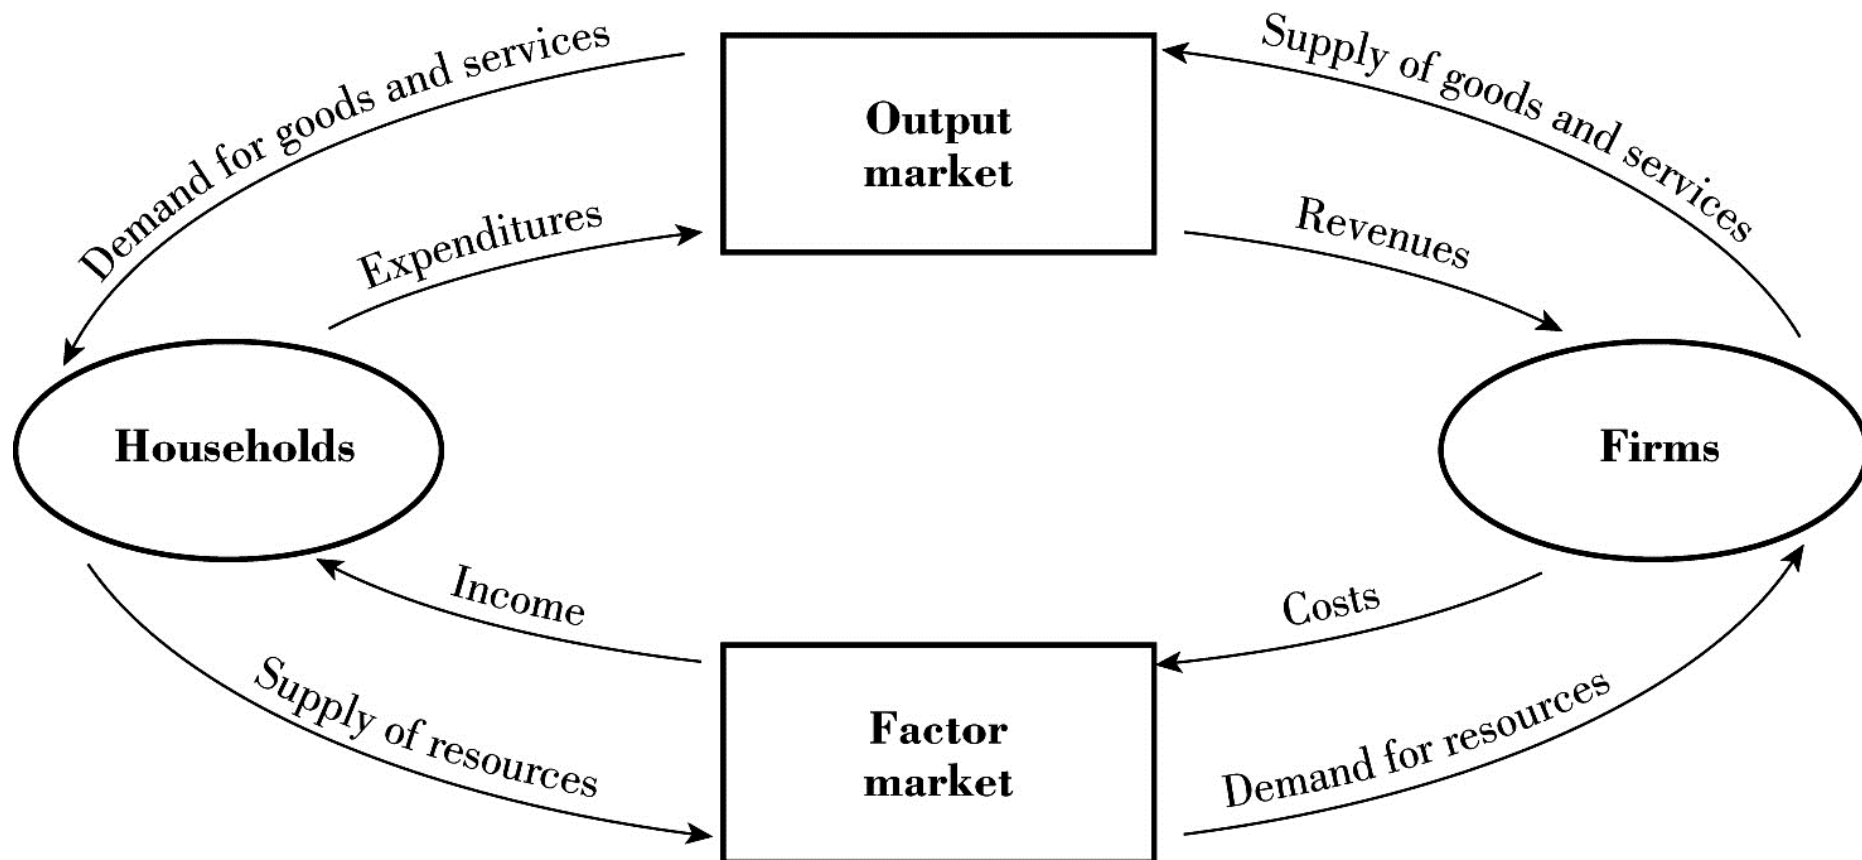 Demand for goods and services
Output
market
Supply of goods and services
Expenditures
Revenues
Households
Firms
Income
Costs
Supply of resources
Factor
market
Demand for resources